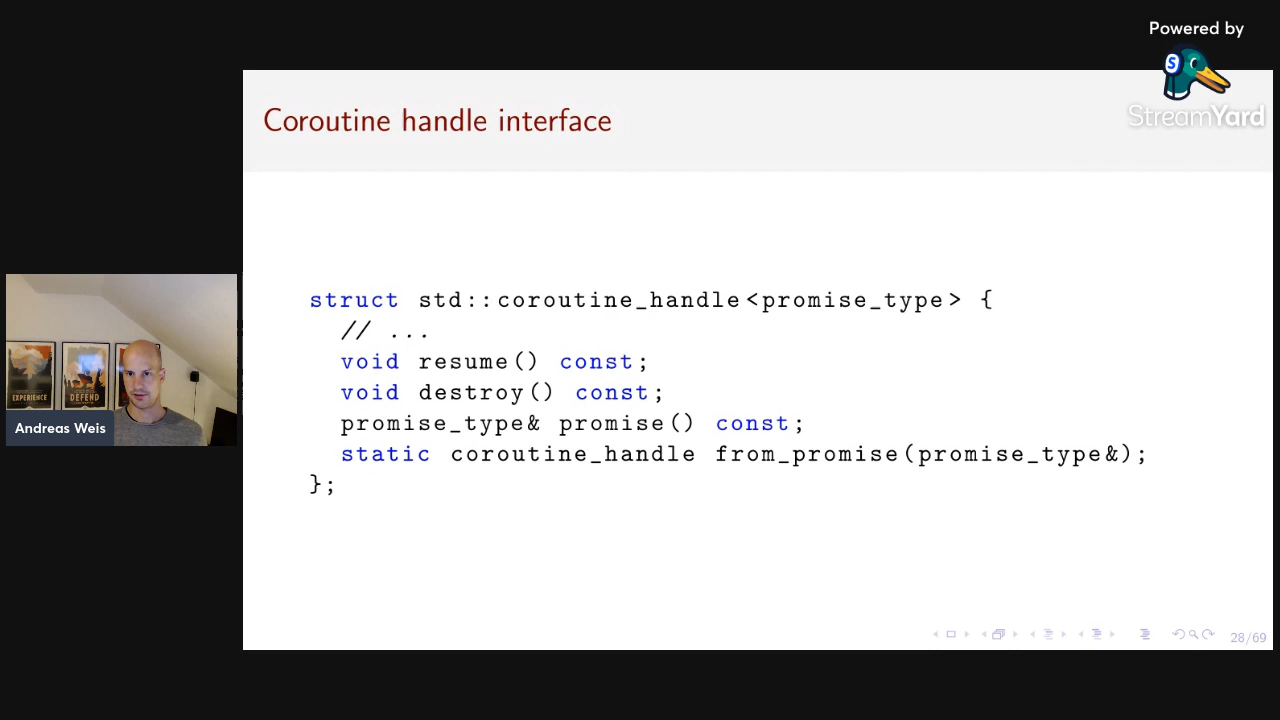 Powered by
StreamYard
Coroutine handle interface
struct std::coroutine_handle<promise_type> {
// ...
void resume() const;
void destroy() const;
promise_type& promise() const;
static coroutine_handle from_promise(promise_type&);
};
EXPERIENCE
DEFEND
Andreas Weis
28/69